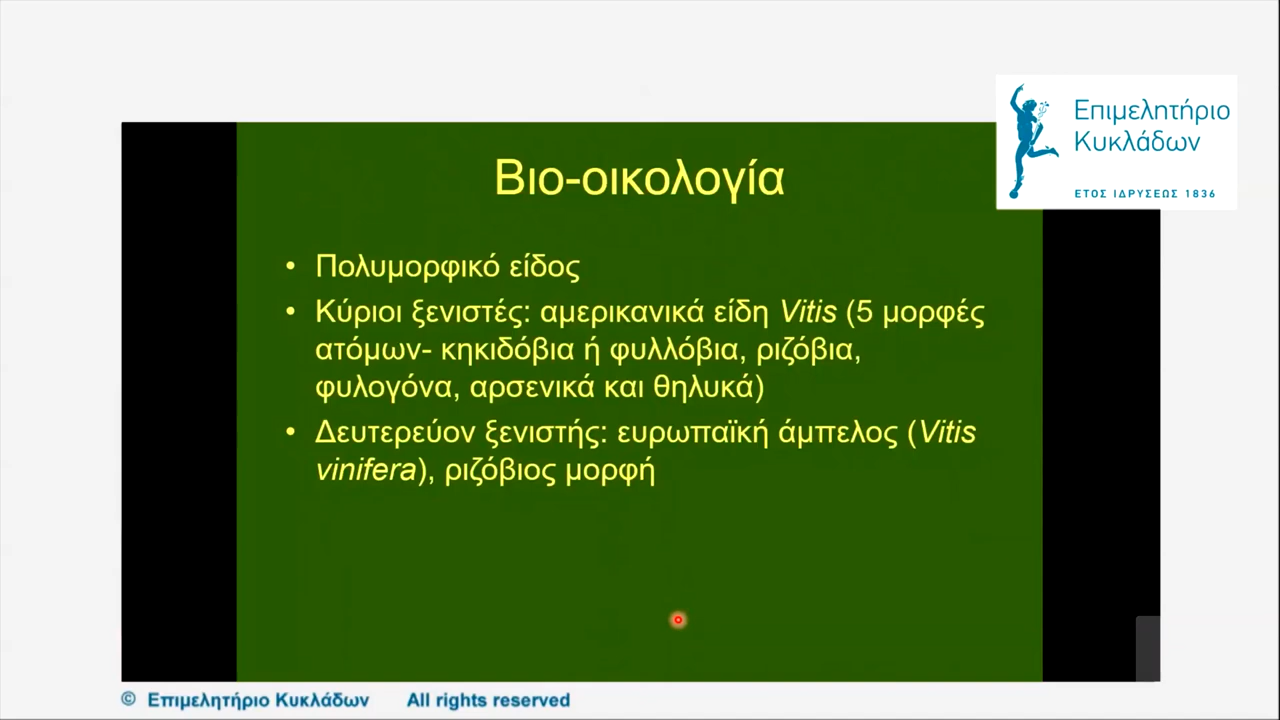 Επιμελητήριο
Κυκλάδων
ΕΤΟΣ ΙΔΡΥΣΕΩΣ 1836
Βιο-οικολογία
• Πολυμορφικό είδος
• Κύριοι ξενιστές: αμερικανικά είδη Vitis (5 μορφές
ατόμων- κηκιδόβια ή φυλλόβια, ριζόβια,
φυλογόνα, αρσενικά και θηλυκά)
• Δευτερεύον ξενιστής: ευρωπαϊκή άμπελος (Vitis
vinifera), ριζόβιος μορφή
© Επιμελητήριο Κυκλάδων All rights reserved